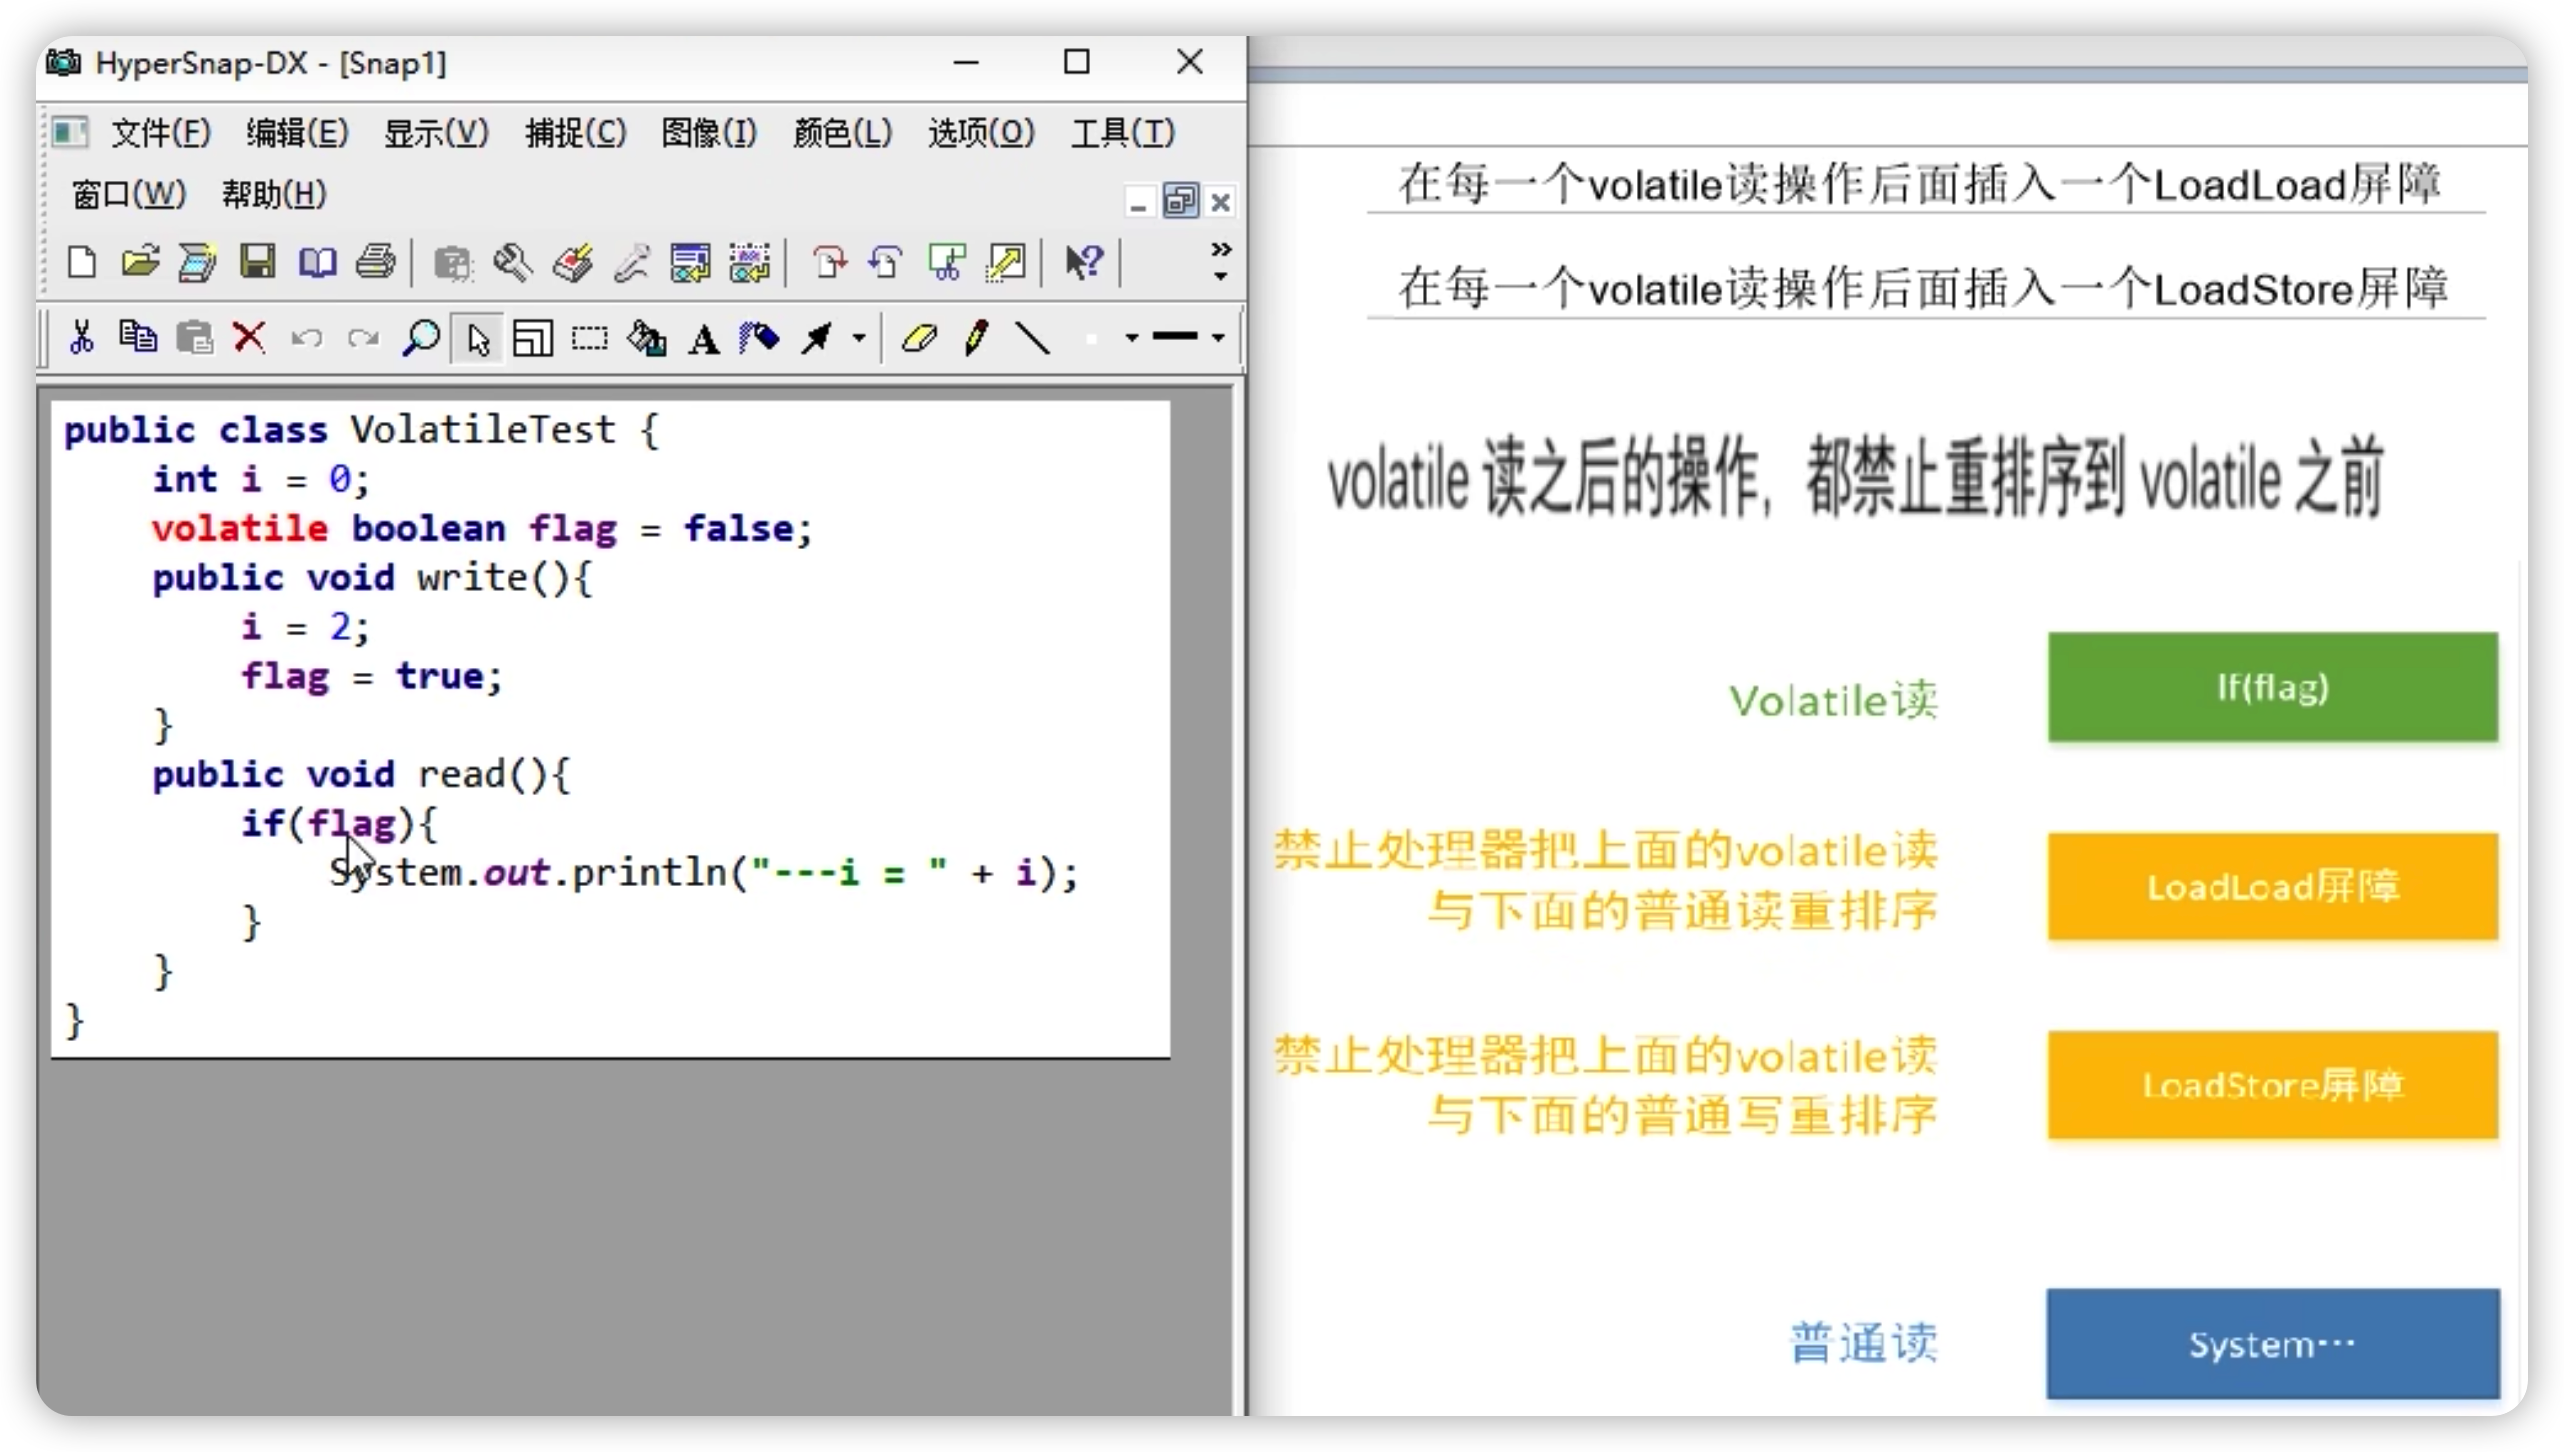 HyperSnap-DX - [Snap1]
文件(F) 编辑(E) 显示(V) 捕捉(C) 图像(I) 颜色(L) 选项(O) 工具(T)
窗口(W) 帮助(H)
public class VolatileTest {
int i = 0;
volatile boolean flag = false;
public void write(){
i = 2;
flag = true;
}
public void read(){
if(flag){
System.out.println("---i = " + i);
}
}
}
在每一个volatile读操作后面插入一个LoadLoad屏障
在每一个volatile读操作后面插入一个LoadStore屏障
volatile 读之后的操作，都禁止重排序到 volatile 之前
Volatile读
If(flag)
禁止处理器把上面的volatile读
与下面的普通读重排序
LoadLoad屏障
禁止处理器把上面的volatile读
与下面的普通写重排序
LoadStore屏障
普通读
System···